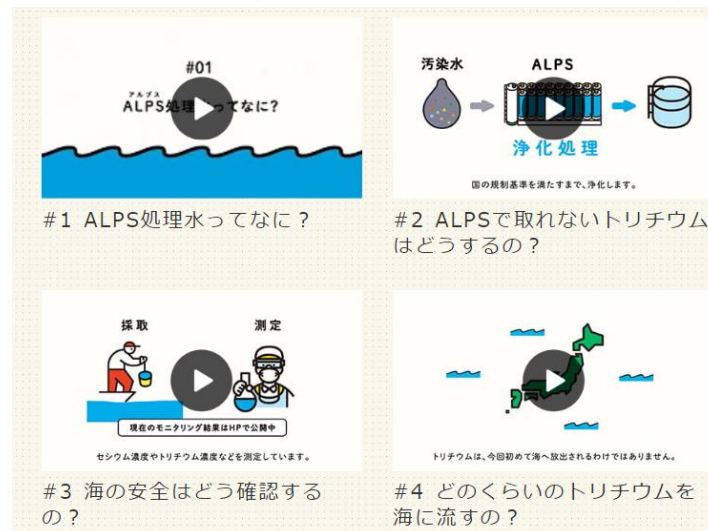 #01
アルプス
ALPS処理 ってなに?
#1 ALPS処理水ってなに?
汚染水
ALPS
浄化処理
国の規制基準を満たすまで、浄化します。
#2 ALPSで取れないトリチウム
はどうするの?
採取
測定
現在のモニタリング結果はHPで公開中
セシウム濃度やトリチウム濃度などを測定しています。
#3 海の安全はどう確認する
の?
トリチウムは、今回初めて海へ放出されるわけではありません。
#4 どのくらいのトリチウムを
海に流すの?